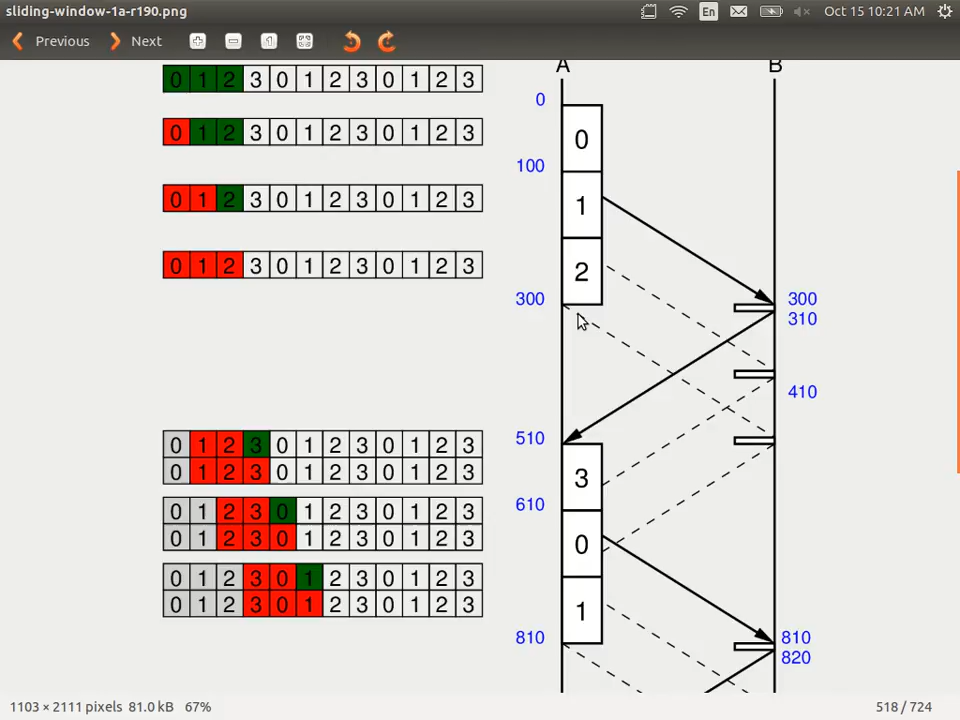 sliding-window-1a-r190.png
En
Oct 15 10:21 AM
Previous
Next
A
B
0 1 2 3 0 1 2 3 0 1 2 3
0 1 2 3 0 1 2 3 0 1 2 3
0 1 2 3 0 1 2 3 0 1 2 3
0 1 2 3 0 1 2 3 0 1 2 3
0 1 2 3 0 1 2 3 0 1 2 3
0 1 2 3 0 1 2 3 0 1 2 3
0 1 2 3 0 1 2 3 0 1 2 3
0 1 2 3 0 1 2 3 0 1 2 3
0 1 2 3 0 1 2 3 0 1 2 3
0 1 2 3 0 1 2 3 0 1 2 3
0
0
100
1
2
300
300
310
410
510
3
610
0
1
810
810
820
1103 × 2111 pixels 81.0 kB 67%
518 / 724